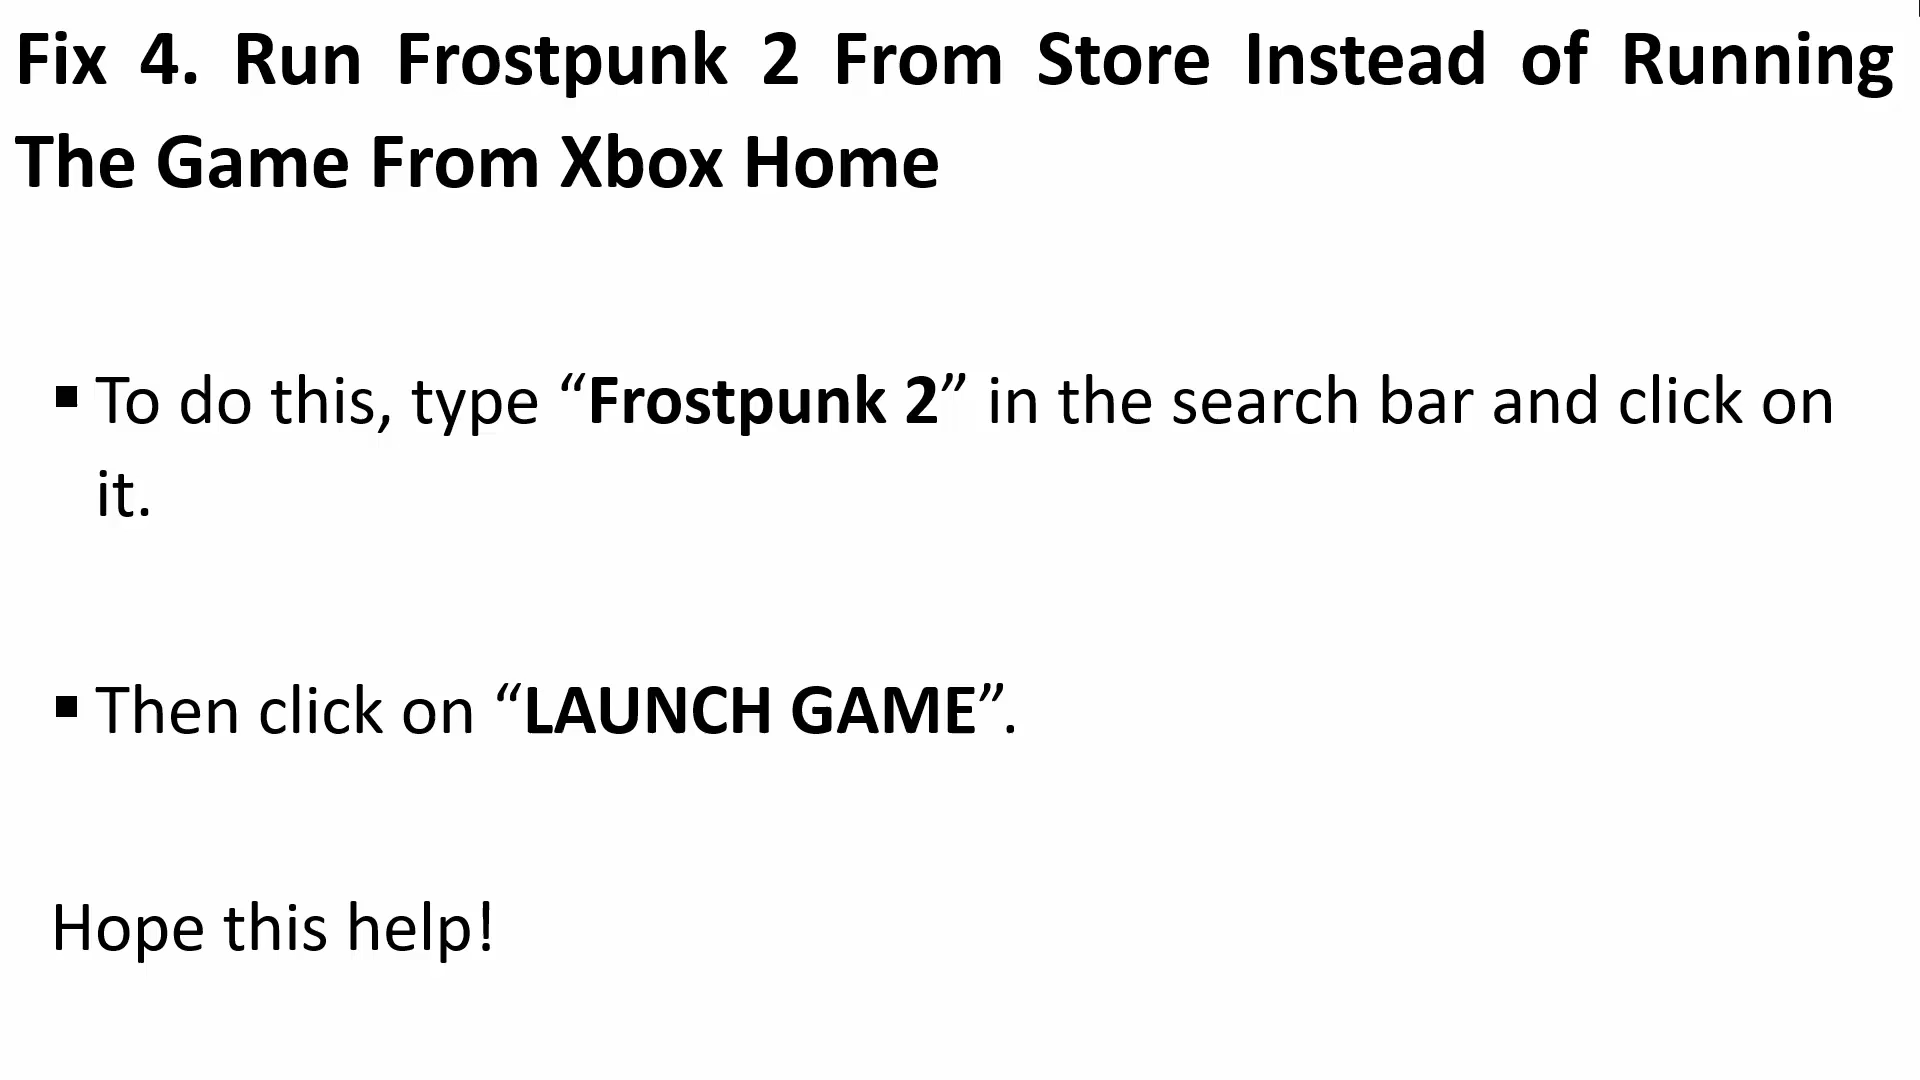 Fix 4. Run Frostpunk 2 From Store Instead of Running
The Game From Xbox Home
▪ To do this, type “Frostpunk 2” in the search bar and click on
it.
▪ Then click on “LAUNCH GAME”.
Hope this help!